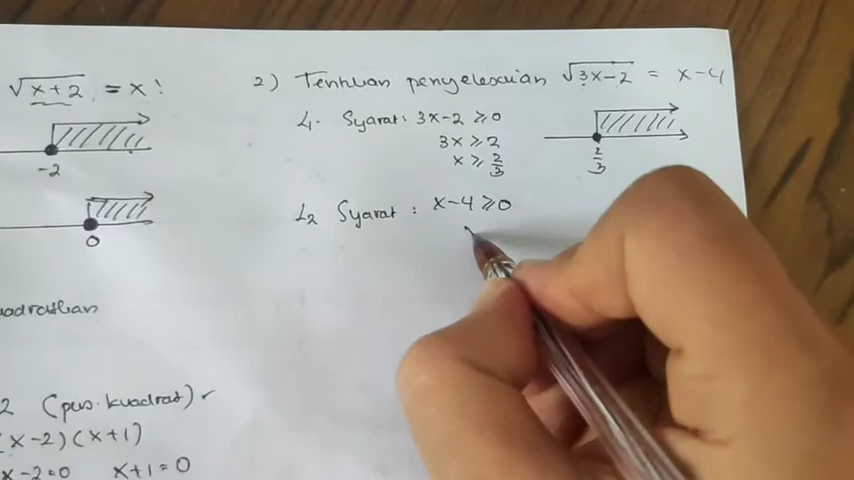 √x+2 = x!
-2
0
kuadratkan
2 (pers. kuadrat) ✓
(x-2)(x+1)
x-2=0 x+1=0
2) Tentukan penyelesaian √3x-2 = x-4
L1. Syarat: 3x-2 ≥ 0
3x ≥ 2
x ≥ 2/3
2/3
L2 Syarat : x-4 ≥ 0